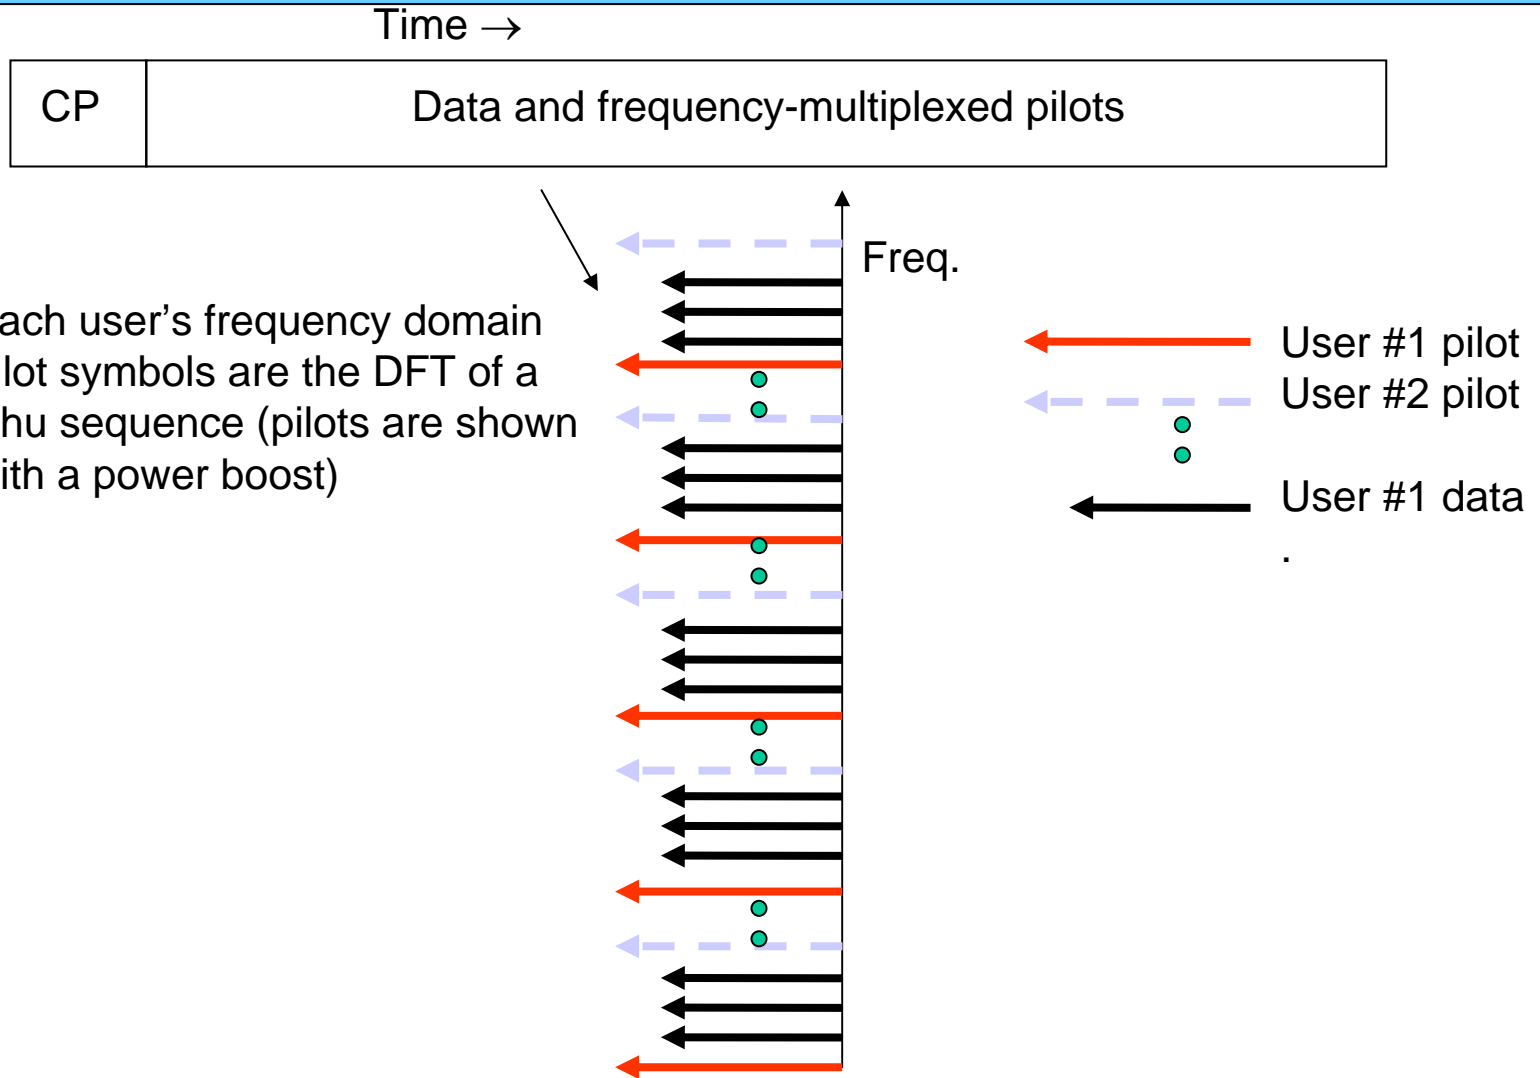 Time →
CP
Data and frequency-multiplexed pilots
Freq.
ach user's frequency domain
lot symbols are the DFT of a
hu sequence (pilots are shown
ith a power boost)
User #1 pilot
User #2 pilot
User #1 data
.